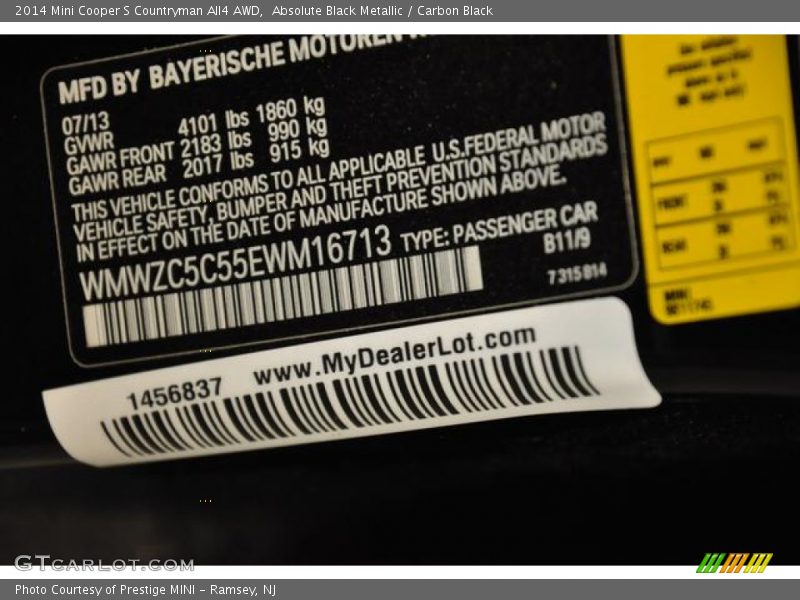 2014 Mini Cooper S Countryman All4 AWD,  Absolute Black Metallic / Carbon Black
MFD BY BAYERISCHE MOTOREN
07/13
GVWR 4101 lbs 1860 kg
GAWR FRONT 2183 lbs 990 kg
GAWR REAR 2017 lbs 915 kg
THIS VEHICLE CONFORMS TO ALL APPLICABLE U.S.FEDERAL MOTOR
VEHICLE SAFETY, BUMPER AND THEFT PREVENTION STANDARDS
IN EFFECT ON THE DATE OF MANUFACTURE SHOWN ABOVE.
WMWZC5C55EWM16713 TYPE: PASSENGER CAR
B11/9
7 315 814
1456837 www.MyDealerLot.com
FRONT
REAR
GTCARLOT.COM
Photo Courtesy of Prestige MINI - Ramsey, NJ